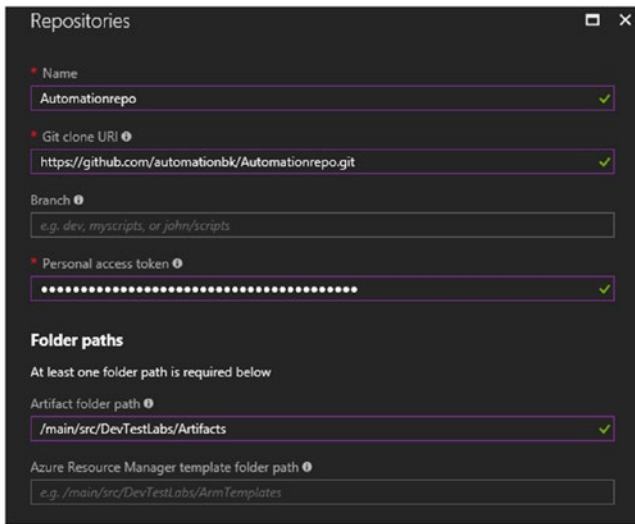 Repositories
* Name
Automationrepo
* Git clone URI
https://github.com/automationbk/Automationrepo.git
Branch
e.g. dev, myscripts, or john/scripts
* Personal access token
••••••••••••••••••••••••••••••••••••••••
Folder paths
At least one folder path is required below
Artifact folder path
/main/src/DevTestLabs/Artifacts
Azure Resource Manager template folder path
e.g. /main/src/DevTestLabs/ArmTemplates